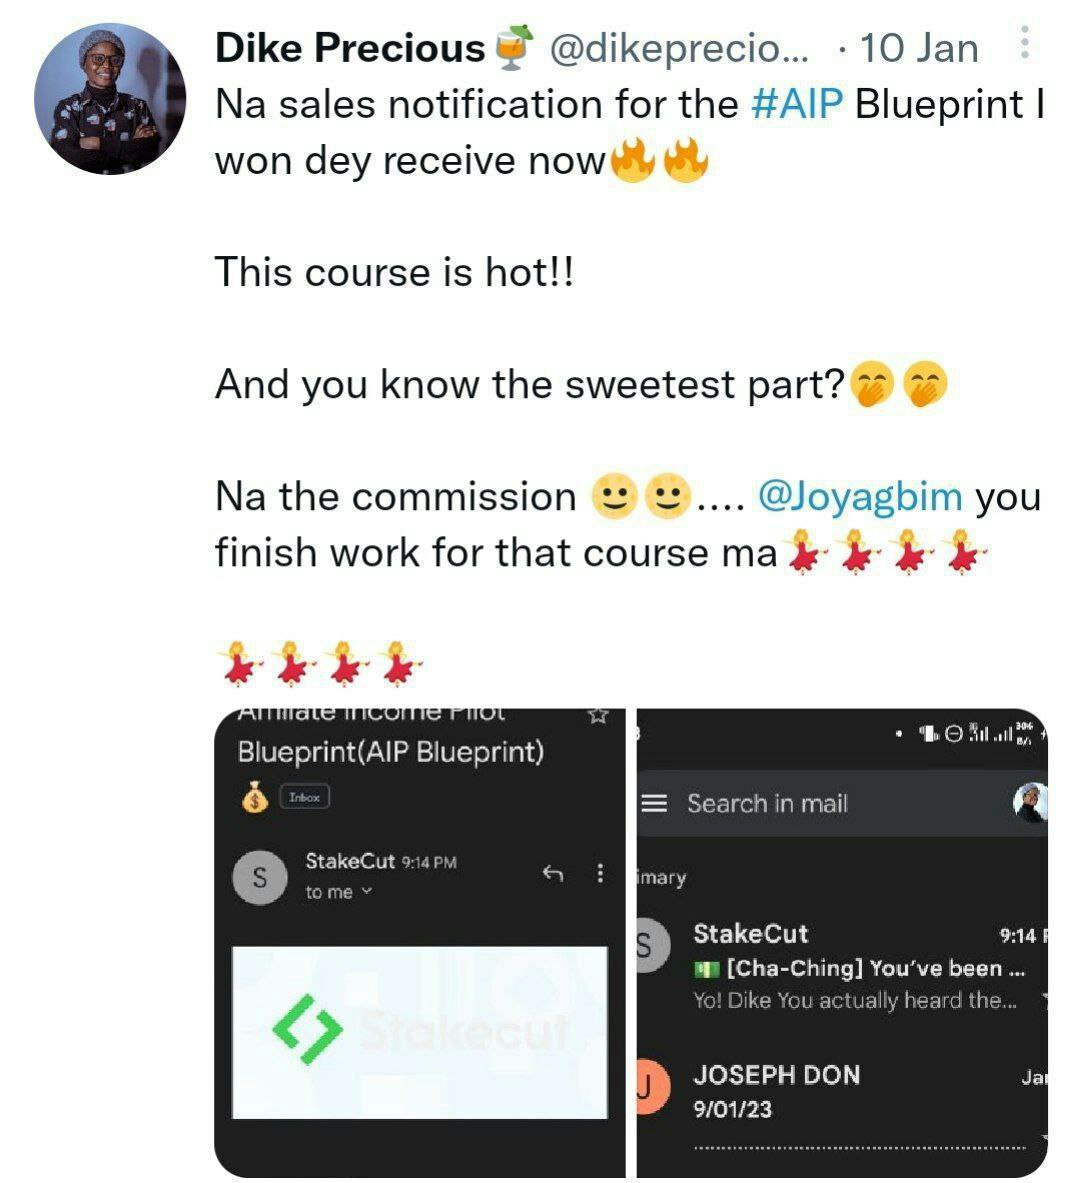 Dike Precious🍹 @dikeprecio... · 10 Jan
Na sales notification for the #AIP Blueprint I
won dey receive now🔥🔥
This course is hot!!
And you know the sweetest part?🤭🤭
Na the commission 🙂🙂.... @Joyagbim you
finish work for that course ma💃💃💃💃
💃💃💃💃
Affiliate Income Pilot
Blueprint(AIP Blueprint)
💰 Inbox
S
StakeCut 9:14 PM
to me
Stakecut
Search in mail
imary
S
StakeCut 9:14 P
💵 [Cha-Ching] You've been ...
Yo! Dike You actually heard the...
J
JOSEPH DON Jan
9/01/23